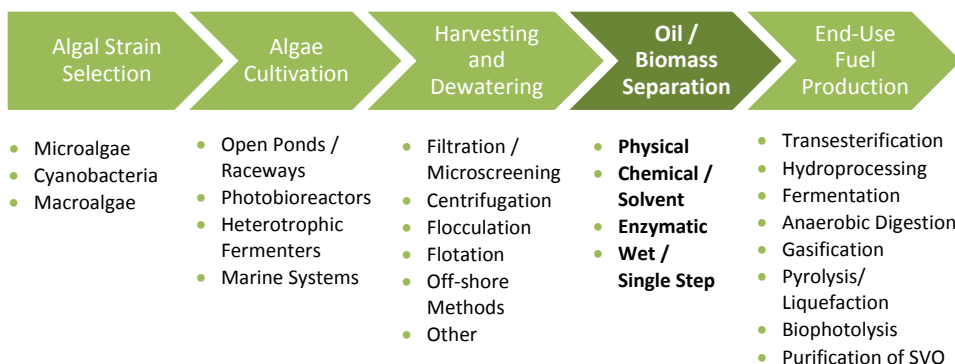 Algal Strain
Selection
Algae
Cultivation
Harvesting
and
Dewatering
Oil /
Biomass
Separation
End-Use
Fuel
Production
• Microalgae
• Cyanobacteria
• Macroalgae
• Open Ponds /
Raceways
• Photobioreactors
• Heterotrophic
Fermenters
• Marine Systems
• Filtration /
Microscreening
• Centrifugation
• Flocculation
• Flotation
• Off-shore
Methods
• Other
• Physical
• Chemical /
Solvent
• Enzymatic
• Wet /
Single Step
• Transesterification
• Hydroprocessing
• Fermentation
• Anaerobic Digestion
• Gasification
• Pyrolysis/
Liquefaction
• Biophotolysis
• Purification of SVO